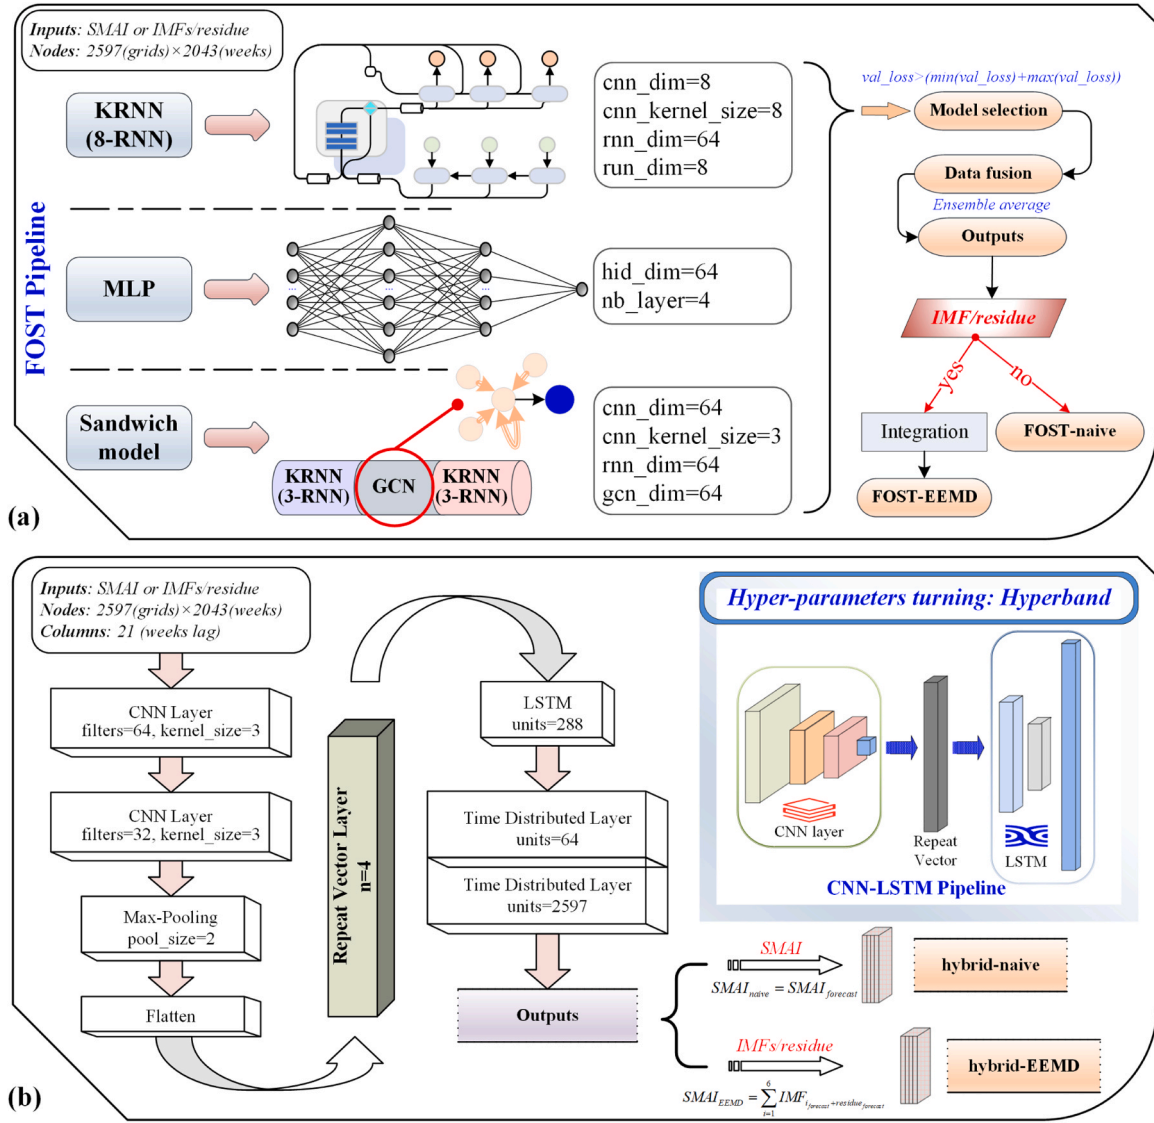 Inputs: SMAI or IMFs/residue
Nodes: 2597(grids)×2043(weeks)
FOST Pipeline
KRNN
(8-RNN)
cnn_dim=8
cnn_kernel_size=8
rnn_dim=64
run_dim=8
MLP
...
...
...
hid_dim=64
nb_layer=4
Sandwich
model
KRNN
(3-RNN)
GCN
KRNN
(3-RNN)
cnn_dim=64
cnn_kernel_size=3
rnn_dim=64
gcn_dim=64
val_loss>(min(val_loss)+max(val_loss))
Model selection
Data fusion
Ensemble average
Outputs
IMF/residue
yes
no
Integration
FOST-naive
FOST-EEMD
(a)
Inputs: SMAI or IMFs/residue
Nodes: 2597(grids)×2043(weeks)
Columns: 21 (weeks lag)
CNN Layer
filters=64, kernel_size=3
CNN Layer
filters=32, kernel_size=3
Max-Pooling
pool_size=2
Flatten
Repeat Vector Layer
n=4
LSTM
units=288
Time Distributed Layer
units=64
Time Distributed Layer
units=2597
Outputs
Hyper-parameters turning: Hyperband
CNN layer
Repeat
Vector
LSTM
CNN-LSTM Pipeline
SMAI
SMAI_naive = SMAI_forecast
hybrid-naive
IMFs/residue
SMAI_EEMD = ∑_{i=1}^{6} IMF_{i_forecast+residue_forecast}
hybrid-EEMD
(b)